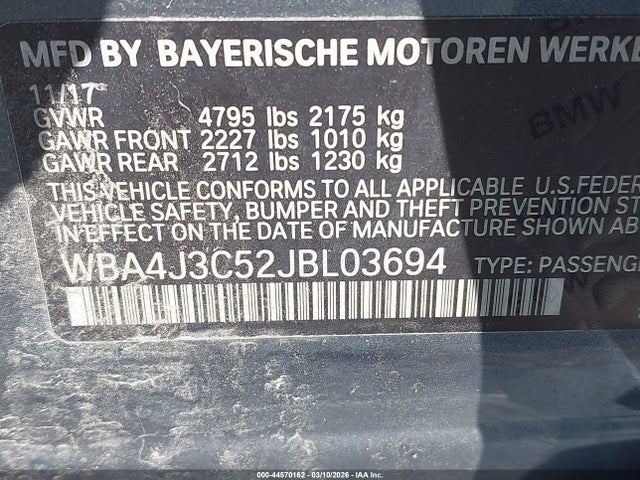 MFD BY BAYERISCHE MOTOREN WERKE
11/17
GVWR 4795 lbs 2175 kg
GAWR FRONT 2227 lbs 1010 kg
GAWR REAR 2712 lbs 1230 kg
THIS VEHICLE CONFORMS TO ALL APPLICABLE U.S.FEDER
VEHICLE SAFETY, BUMPER AND THEFT PREVENTION ST
IN EFFECT ON THE DATE OF MANUFACTURE SHOWN AB
WBA4J3C52JBL03694 TYPE: PASSENG
BMW
000-44570162 - 03/10/2026 - IAA Inc.